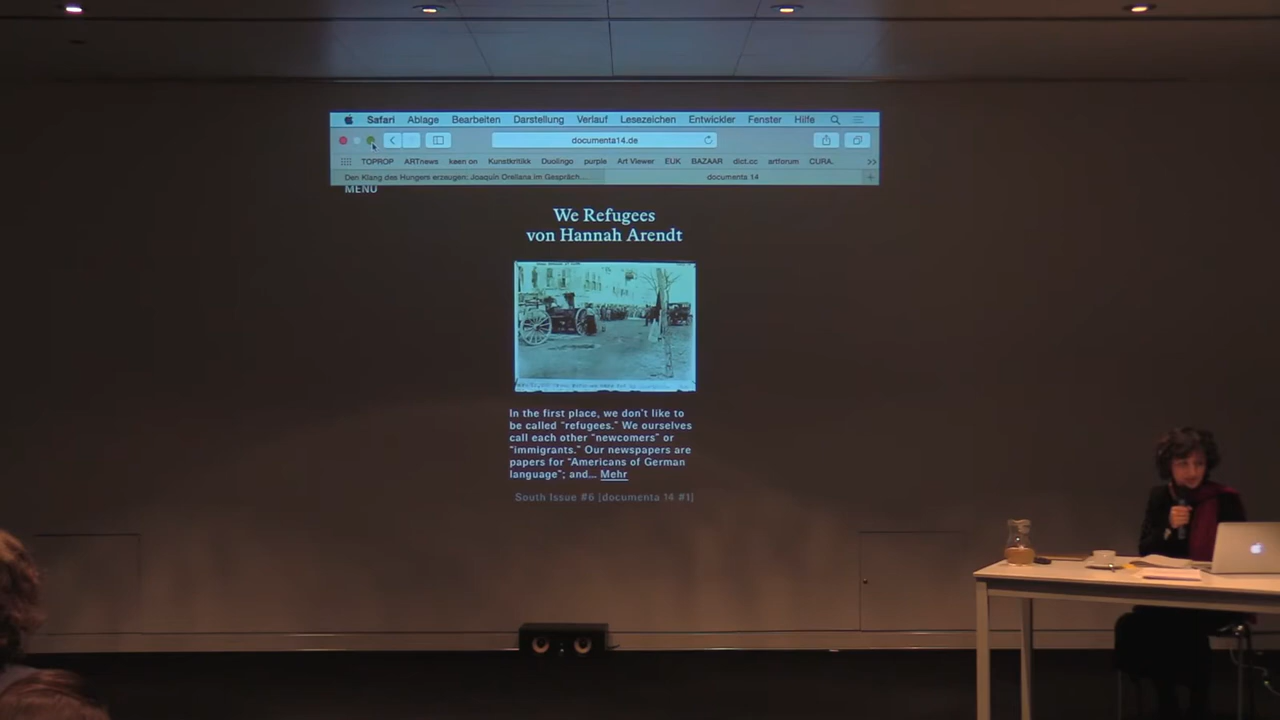 Safari Ablage Bearbeiten Darstellung Verlauf Lesezeichen Entwickler Fenster Hilfe
documenta14.de
TOPROP ARTnews kaen on Kunstkritikk Duolingo purple Art Viewer EUK BAZAAR dict.cc artforum CURA. »
Den Klang des Hungers erzeugen: Joaquín Orellana im Gespräch... documenta 14 +
MENÜ
We Refugees
von Hannah Arendt
In the first place, we don't like to
be called "refugees." We ourselves
call each other "newcomers" or
"immigrants." Our newspapers are
papers for "Americans of German
language"; and... Mehr
South Issue #6 [documenta 14 #1]